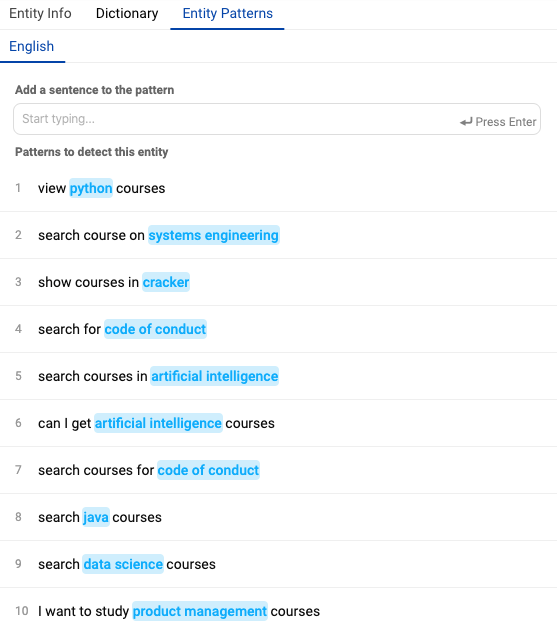 Entity Info Dictionary Entity Patterns
English
Add a sentence to the pattern
Start typing... Press Enter
Patterns to detect this entity
1 view python courses
2 search course on systems engineering
3 show courses in cracker
4 search for code of conduct
5 search courses in artificial intelligence
6 can I get artificial intelligence courses
7 search courses for code of conduct
8 search java courses
9 search data science courses
10 I want to study product management courses